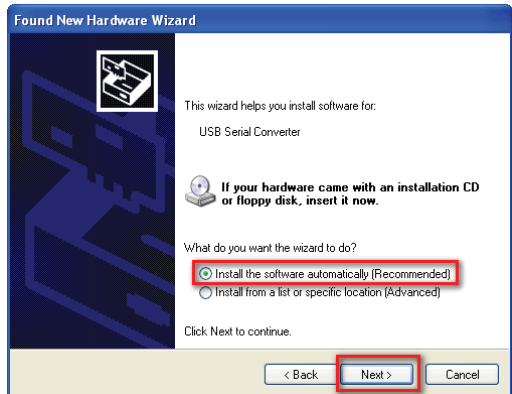 Found New Hardware Wizard
This wizard helps you install software for:
USB Serial Converter
If your hardware came with an installation CD
or floppy disk, insert it now.
What do you want the wizard to do?
Install the software automatically (Recommended)
Install from a list or specific location (Advanced)
Click Next to continue.
< Back Next > Cancel